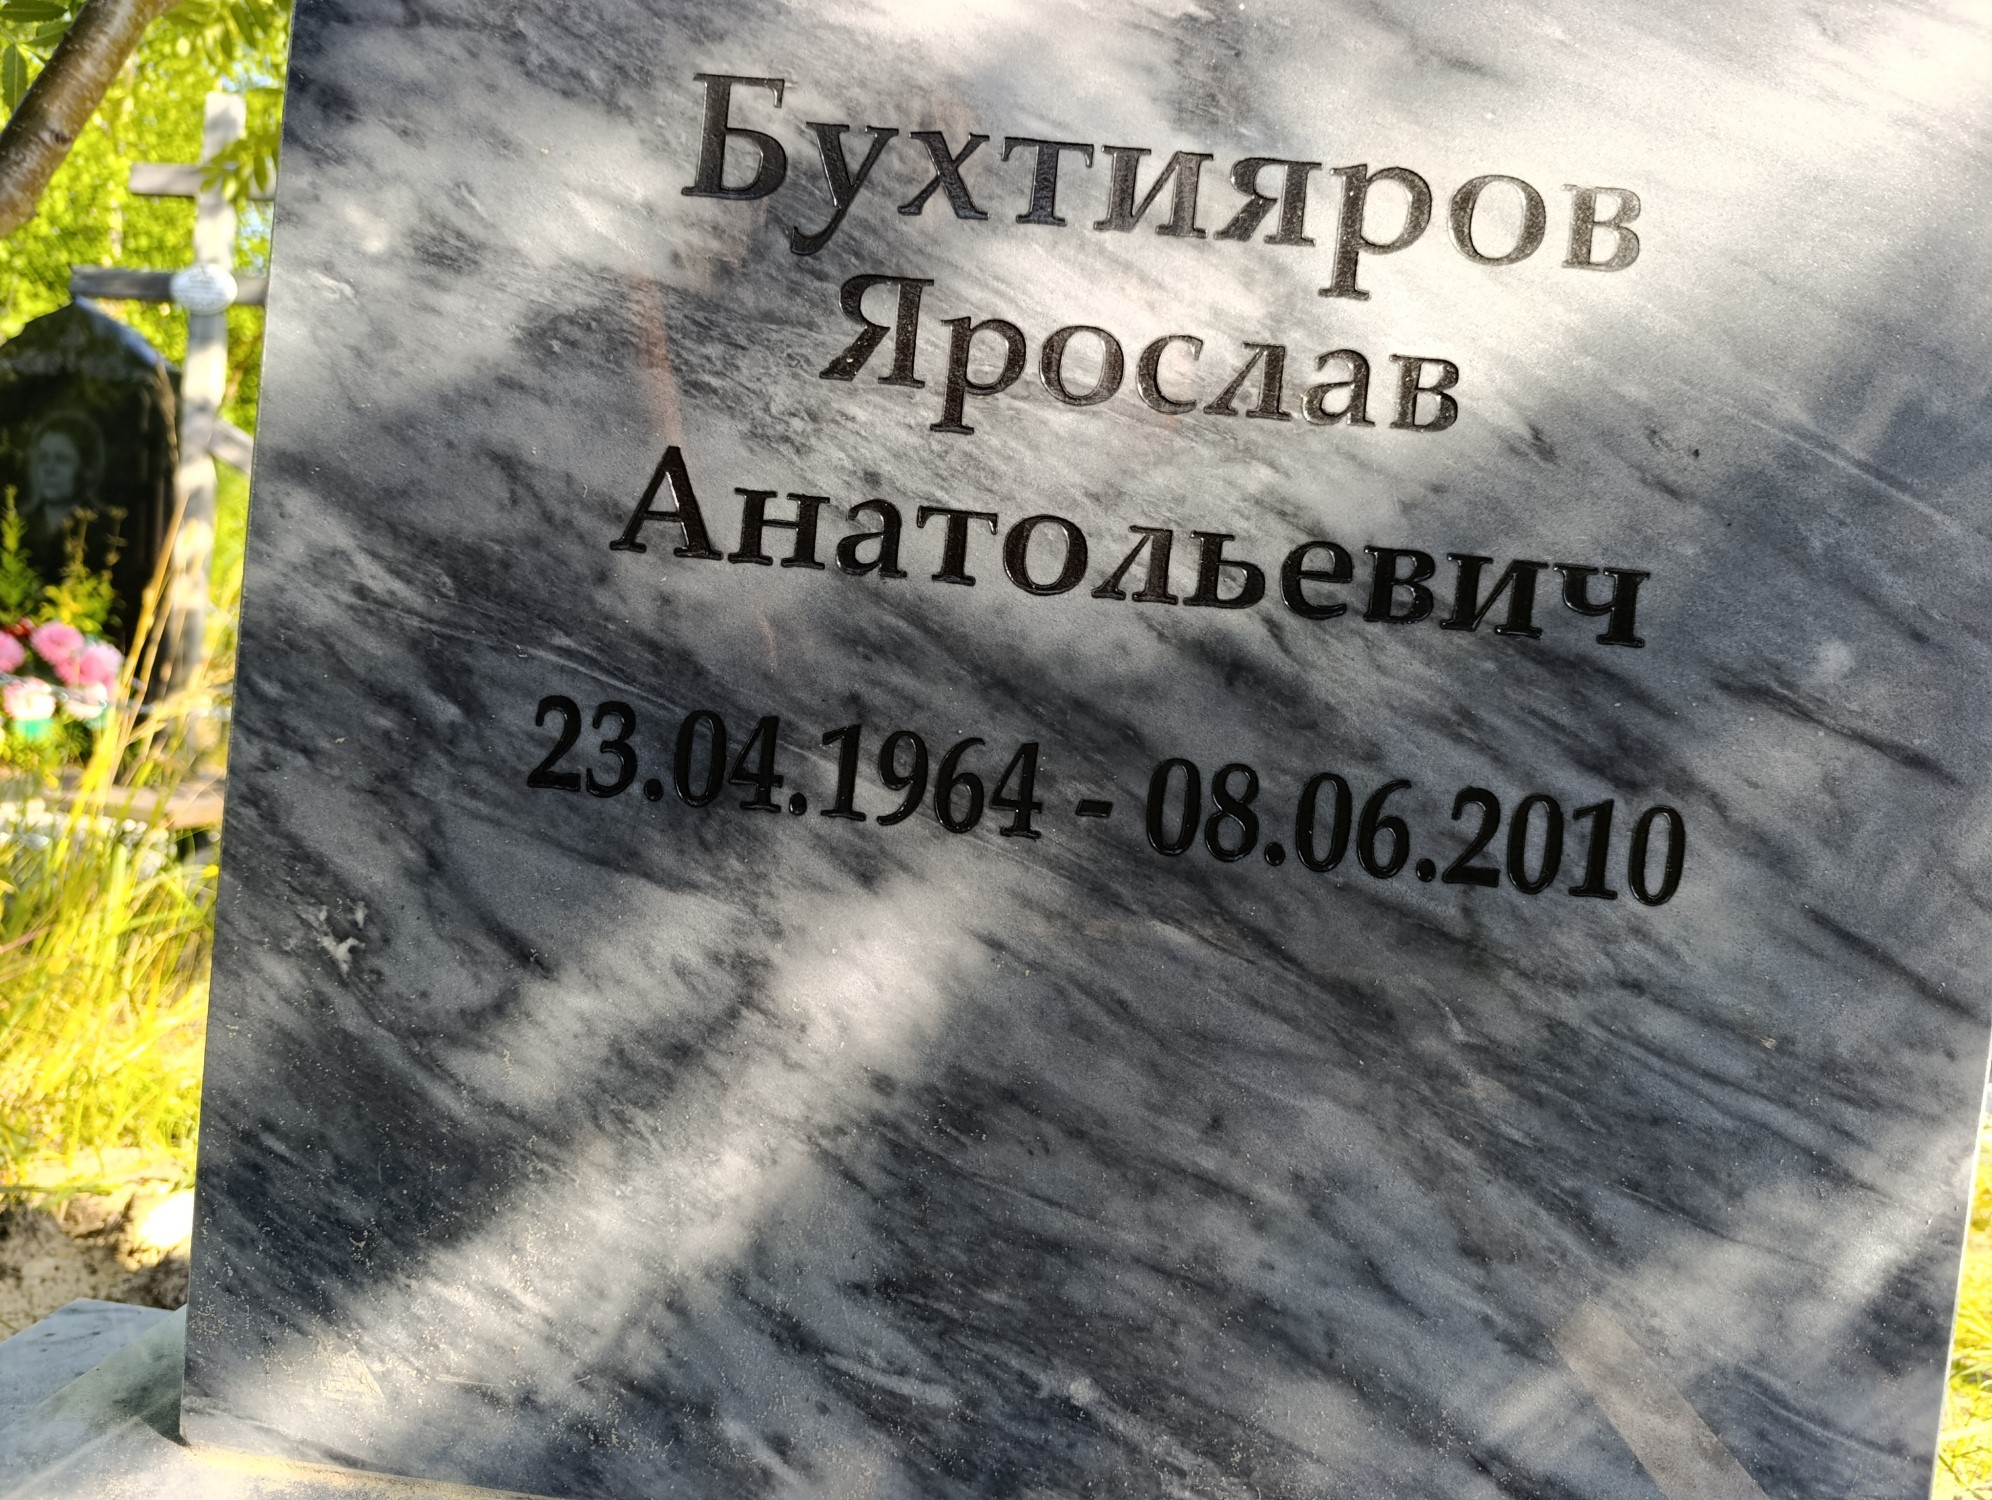 Бухтияров
Ярослав
Анатольевич
23.04.1964 - 08.06.2010